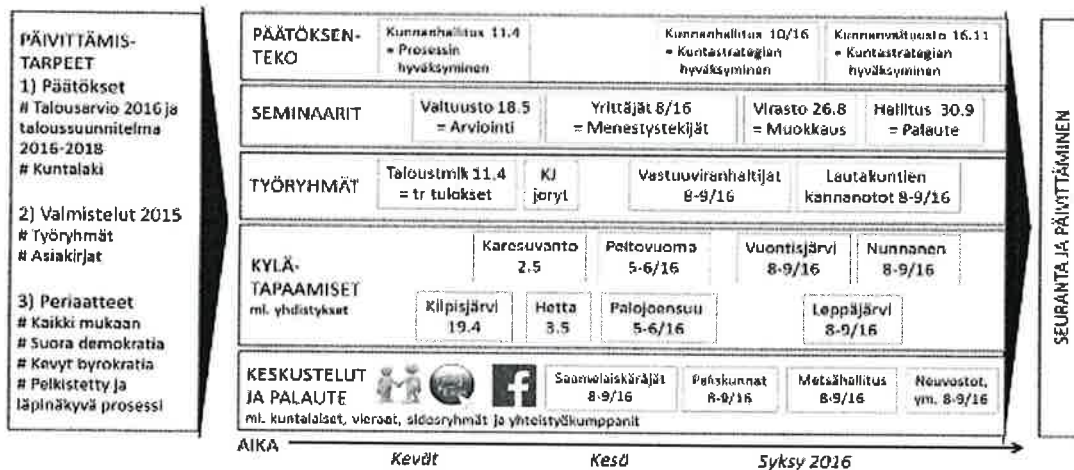 PÄIVITTÄMIS-
TARPEET
1) Päätökset
# Talousarvio 2016 ja
taloussuunnitelma
2016-2018
# Kuntalaki
2) Valmistelut 2015
# Työryhmät
# Asiakirjat
3) Periaatteet
# Kaikki mukaan
# Suora demokratia
# Kevyt byrokratia
# Pelkistetty ja
läpinäkyvä prosessi
PÄÄTÖKSEN-
TEKO
Kunnanhallitus 11.4
= Prosessin
hyväksyminen
Kunnanhallitus 10/16
= Kuntastrategian
hyväksyminen
Kunnanvaltuusto 16.11
= Kuntastrategian
hyväksyminen
SEMINAARIT
Valtuusto 18.5
= Arviointi
Yrittäjät 8/16
= Menestystekijät
Virasto 26.8
= Muokkaus
Hallitus 30.9
= Palaute
TYÖRYHMÄT
Taloustmik 11.4
= tr tulokset
KJ
joryt
Vastuuviranhaltijat
8-9/16
Lautakuntien
kannanotot 8-9/16
KYLÄ-
TAPAAMISET
ml. yhdistykset
Karesuvanto
2.5
Peltovuoma
5-6/16
Vuontisjärvi
8-9/16
Nunnanen
8-9/16
Kilpisjärvi
19.4
Hetta
3.5
Palojoensuu
5-6/16
Leppäjärvi
8-9/16
KESKUSTELUT
JA PALAUTE
ml. kuntalaiset, vieraat, sidosryhmät ja yhteistyökumppanit
Saamelaiskäräjät
8-9/16
Paliskunnat
8-9/16
Metsähallitus
8-9/16
Neuvostot,
ym. 8-9/16
AIKA
Kevät
Kesä
Syksy 2016
SEURANTA JA PÄIVITTÄMINEN